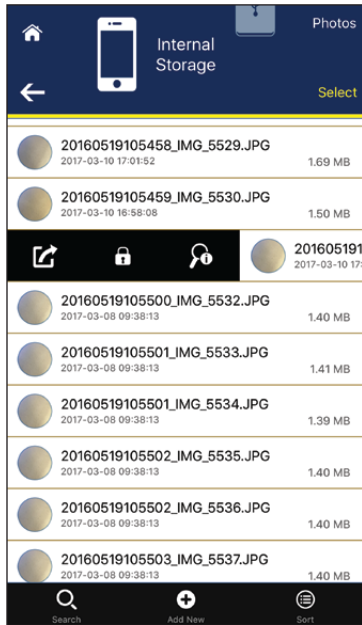 Photos
Internal
Storage
Select
20160519105458_IMG_5529.JPG
2017-03-10 17:01:52
1.69 MB
20160519105459_IMG_5530.JPG
2017-03-10 16:58:08
1.50 MB
201605191
2017-03-10 17:
20160519105500_IMG_5532.JPG
2017-03-08 09:38:13
1.40 MB
20160519105501_IMG_5533.JPG
2017-03-08 09:38:13
1.41 MB
20160519105501_IMG_5534.JPG
2017-03-08 09:38:13
1.39 MB
20160519105502_IMG_5535.JPG
2017-03-08 09:38:13
1.40 MB
20160519105502_IMG_5536.JPG
2017-03-08 09:38:13
1.40 MB
20160519105503_IMG_5537.JPG
2017-03-08 09:38:13
1.40 MB
Search
Add New
Sort